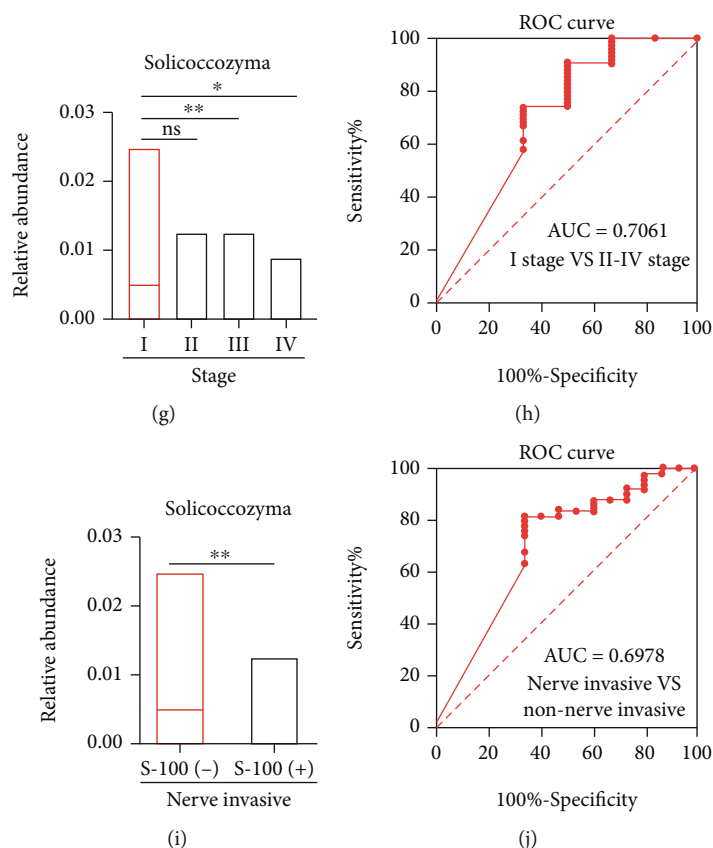 Solicoccozyma
*
**
ns
0.03
0.02
0.01
0.00
Relative abundance
I II III IV
Stage
(g)
ROC curve
100
80
60
40
20
0
Sensitivity%
AUC = 0.7061
I stage VS II-IV stage
0 20 40 60 80 100
100%-Specificity
(h)
Solicoccozyma
**
0.03
0.02
0.01
0.00
Relative abundance
S-100 (–) S-100 (+)
Nerve invasive
(i)
ROC curve
100
80
60
40
20
0
Sensitivity%
AUC = 0.6978
Nerve invasive VS
non-nerve invasive
0 20 40 60 80 100
100%-Specificity
(j)